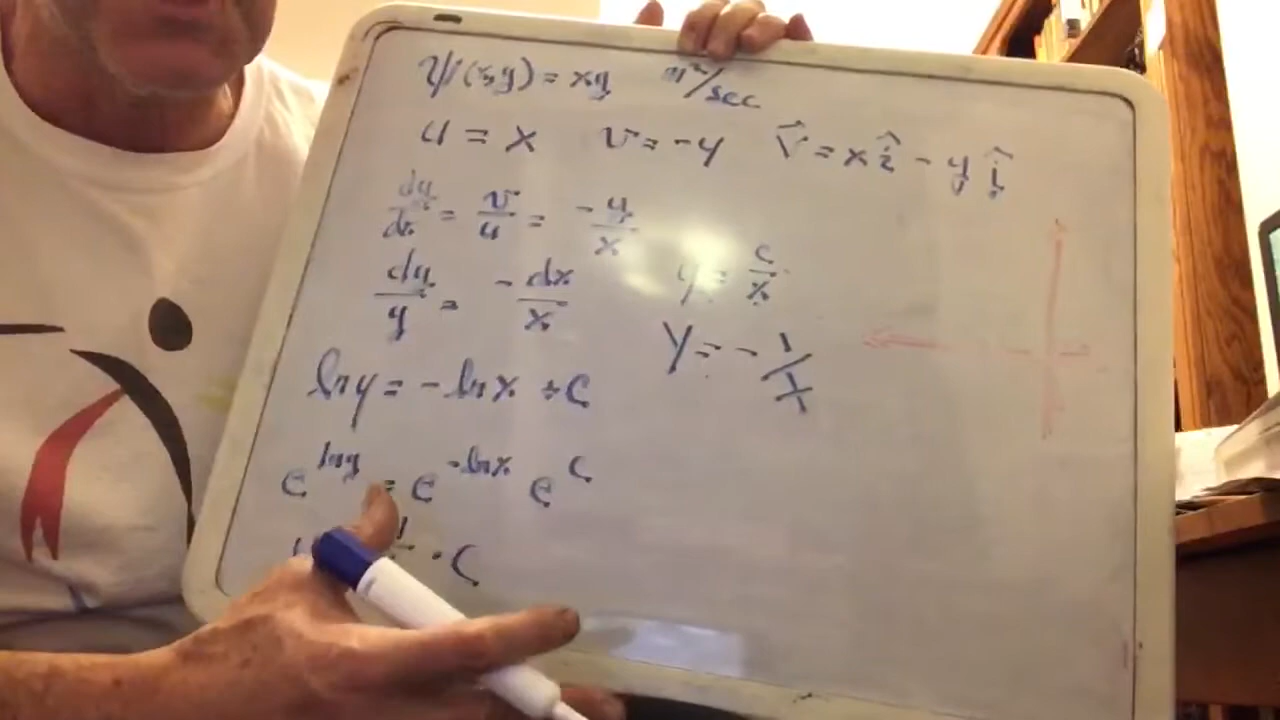 ψ(x,y) = xy m²/sec
u = x v = -y V⃗ = x î - y ĵ
dy/dx = v/u = -y/x
dy/y = -dx/x
y = c/x
y = -1/x
ln y = -ln x + C
e^ln y = e^-ln x e^C
· C